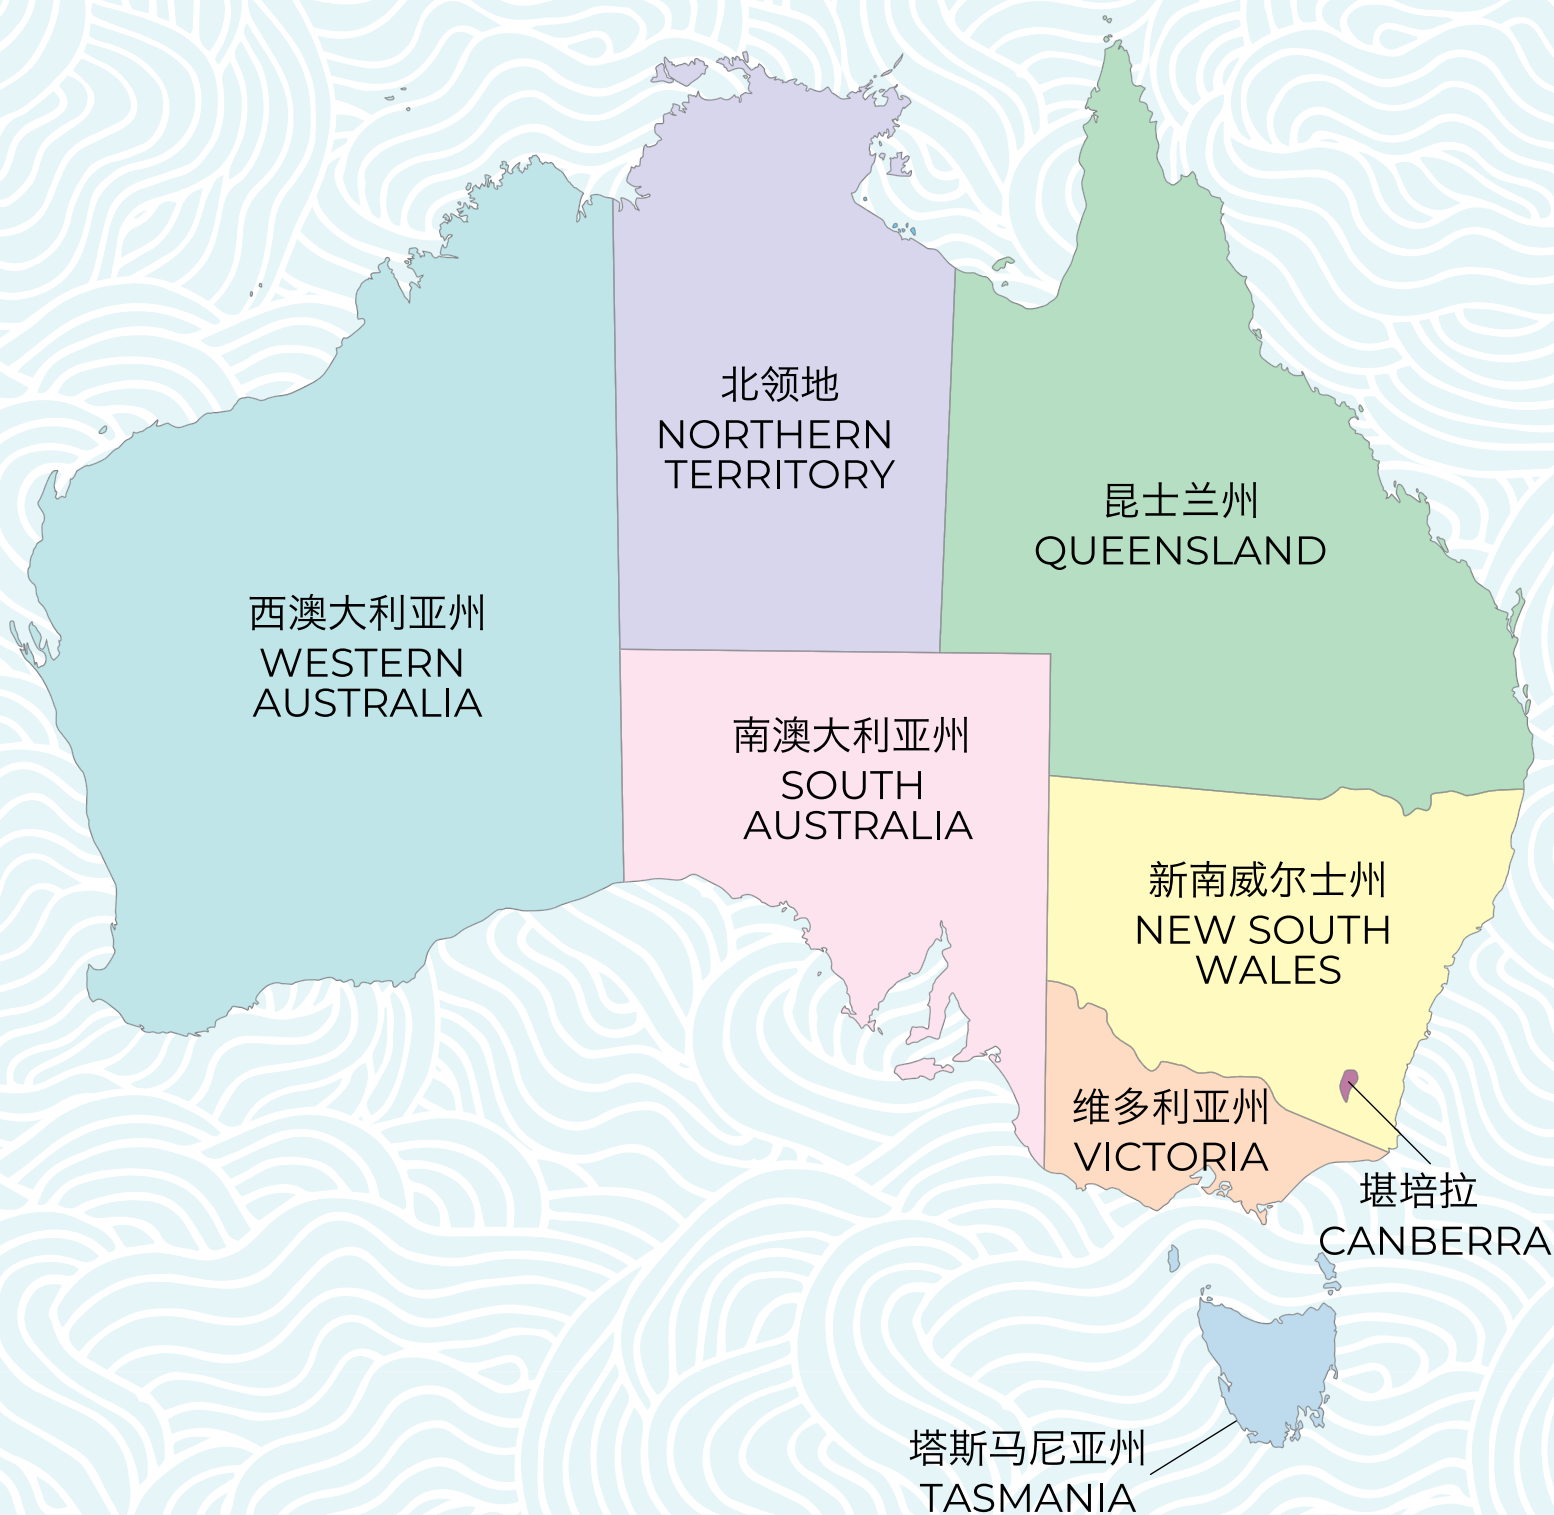 北领地
NORTHERN
TERRITORY
昆士兰州
QUEENSLAND
西澳大利亚州
WESTERN
AUSTRALIA
南澳大利亚州
SOUTH
AUSTRALIA
新南威尔士州
NEW SOUTH
WALES
维多利亚州
VICTORIA
堪培拉
CANBERRA
塔斯马尼亚州
TASMANIA